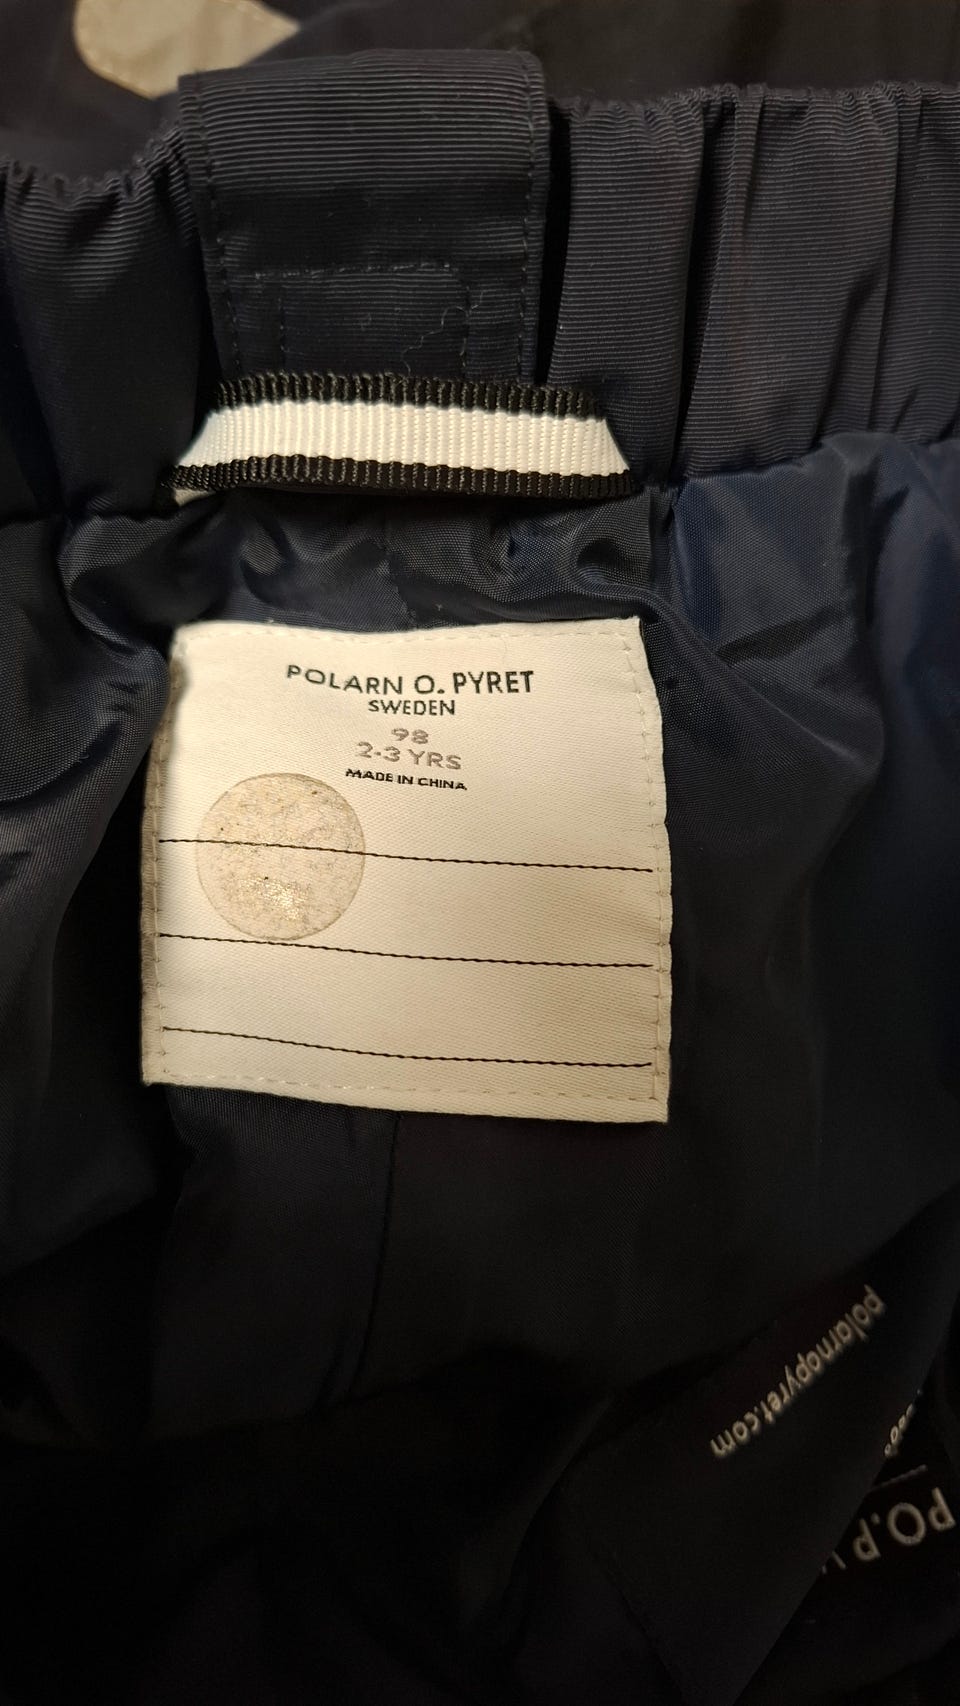 POLARN O. PYRET
SWEDEN
98
2-3 YRS
MADE IN CHINA
polarnopyret.com
PO.P